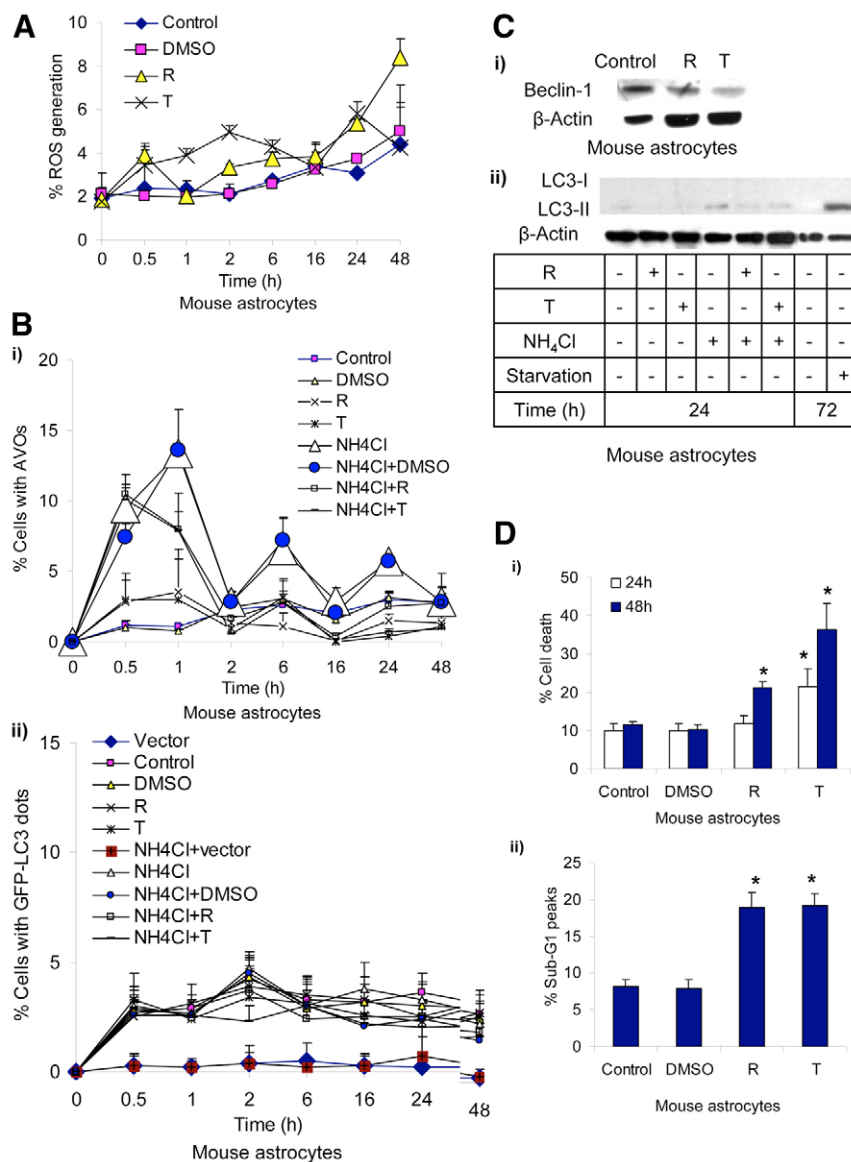 A
% ROS generation
10
8
6
4
2
0
Control
DMSO
R
T
0 0.5 1 2 6 16 24 48
Time (h)
Mouse astrocytes
B
i)
% Cells with AVOs
20
15
10
5
0
Control
DMSO
R
T
NH4Cl
NH4Cl+DMSO
NH4Cl+R
NH4Cl+T
0 0.5 1 2 6 16 24 48
Time (h)
Mouse astrocytes
ii)
% Cells with GFP-LC3 dots
15
10
5
0
Vector
Control
DMSO
R
T
NH4Cl+vector
NH4Cl
NH4Cl+DMSO
NH4Cl+R
NH4Cl+T
0 0.5 1 2 6 16 24 48
Time (h)
Mouse astrocytes
C
i)
Control R T
Beclin-1
β-Actin
Mouse astrocytes
ii)
LC3-I
LC3-II
β-Actin
R - + - - + - - -
T - - + - - + - -
NH₄Cl - - - + + + - -
Starvation - - - - - - - +
Time (h) 24 72
Mouse astrocytes
D
i)
% Cell death
50
40
30
20
10
0
24h
48h
* * *
Control DMSO R T
Mouse astrocytes
ii)
% Sub-G1 peaks
25
20
15
10
5
0
* *
Control DMSO R T
Mouse astrocytes